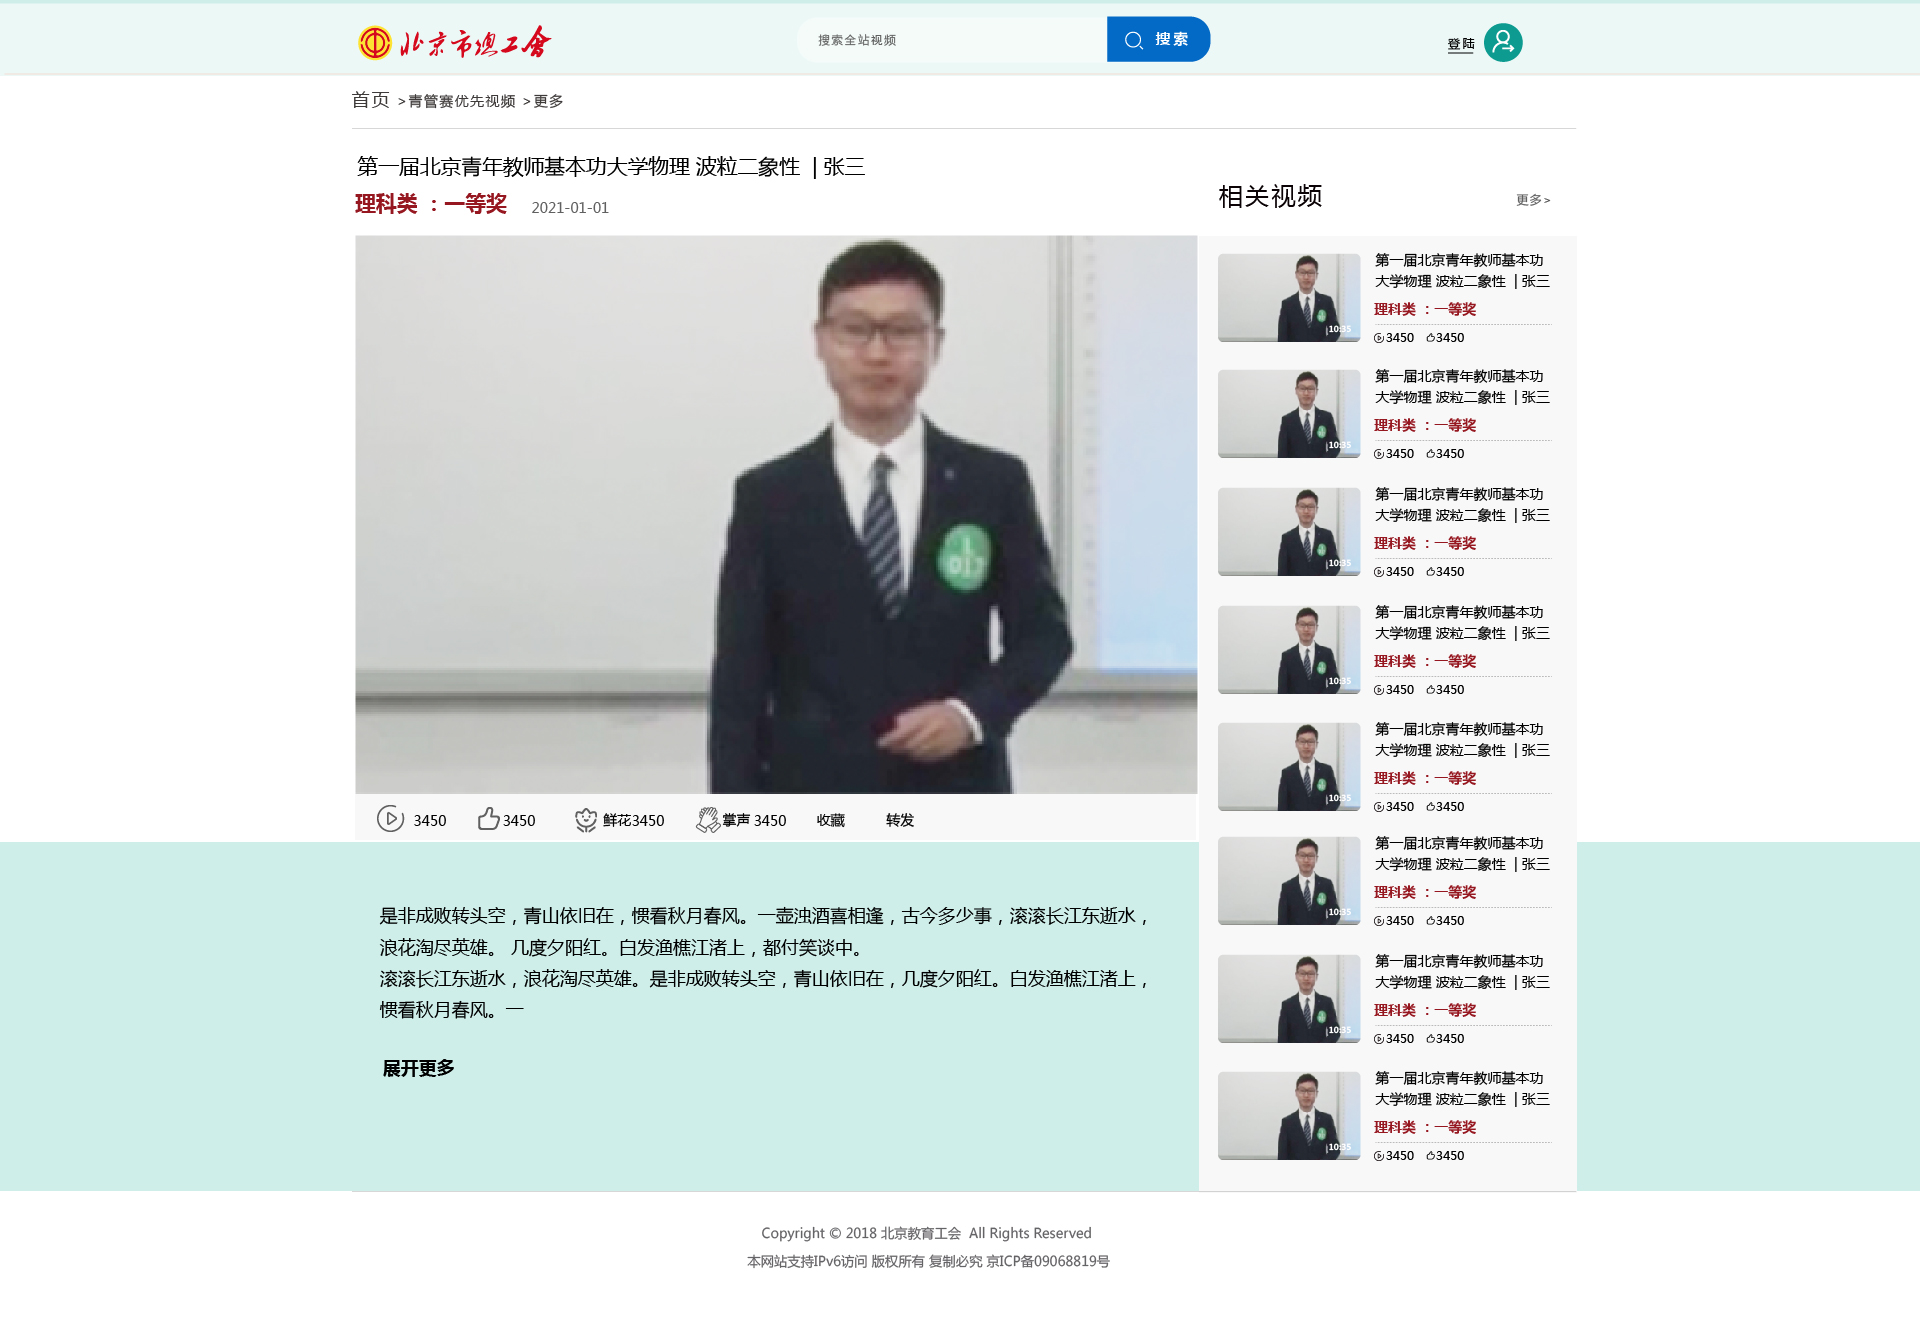 北京市总工會
搜索全站视频
搜索
登陆
首页 >青管赛优先视频 >更多
第一届北京青年教师基本功大学物理 波粒二象性 | 张三
理科类 ：一等奖 2021-01-01
3450 3450 鲜花3450 掌声 3450 收藏 转发
是非成败转头空，青山依旧在，惯看秋月春风。一壶浊酒喜相逢，古今多少事，滚滚长江东逝水，
浪花淘尽英雄。 几度夕阳红。白发渔樵江渚上，都付笑谈中。
滚滚长江东逝水，浪花淘尽英雄。是非成败转头空，青山依旧在，几度夕阳红。白发渔樵江渚上，
惯看秋月春风。一
展开更多
相关视频
更多>
10:35
第一届北京青年教师基本功
大学物理 波粒二象性 | 张三
理科类 ：一等奖
3450 3450
10:35
第一届北京青年教师基本功
大学物理 波粒二象性 | 张三
理科类 ：一等奖
3450 3450
10:35
第一届北京青年教师基本功
大学物理 波粒二象性 | 张三
理科类 ：一等奖
3450 3450
10:35
第一届北京青年教师基本功
大学物理 波粒二象性 | 张三
理科类 ：一等奖
3450 3450
10:35
第一届北京青年教师基本功
大学物理 波粒二象性 | 张三
理科类 ：一等奖
3450 3450
10:35
第一届北京青年教师基本功
大学物理 波粒二象性 | 张三
理科类 ：一等奖
3450 3450
10:35
第一届北京青年教师基本功
大学物理 波粒二象性 | 张三
理科类 ：一等奖
3450 3450
10:35
第一届北京青年教师基本功
大学物理 波粒二象性 | 张三
理科类 ：一等奖
3450 3450
Copyright © 2018 北京教育工会 All Rights Reserved
本网站支持IPv6访问 版权所有 复制必究 京ICP备09068819号